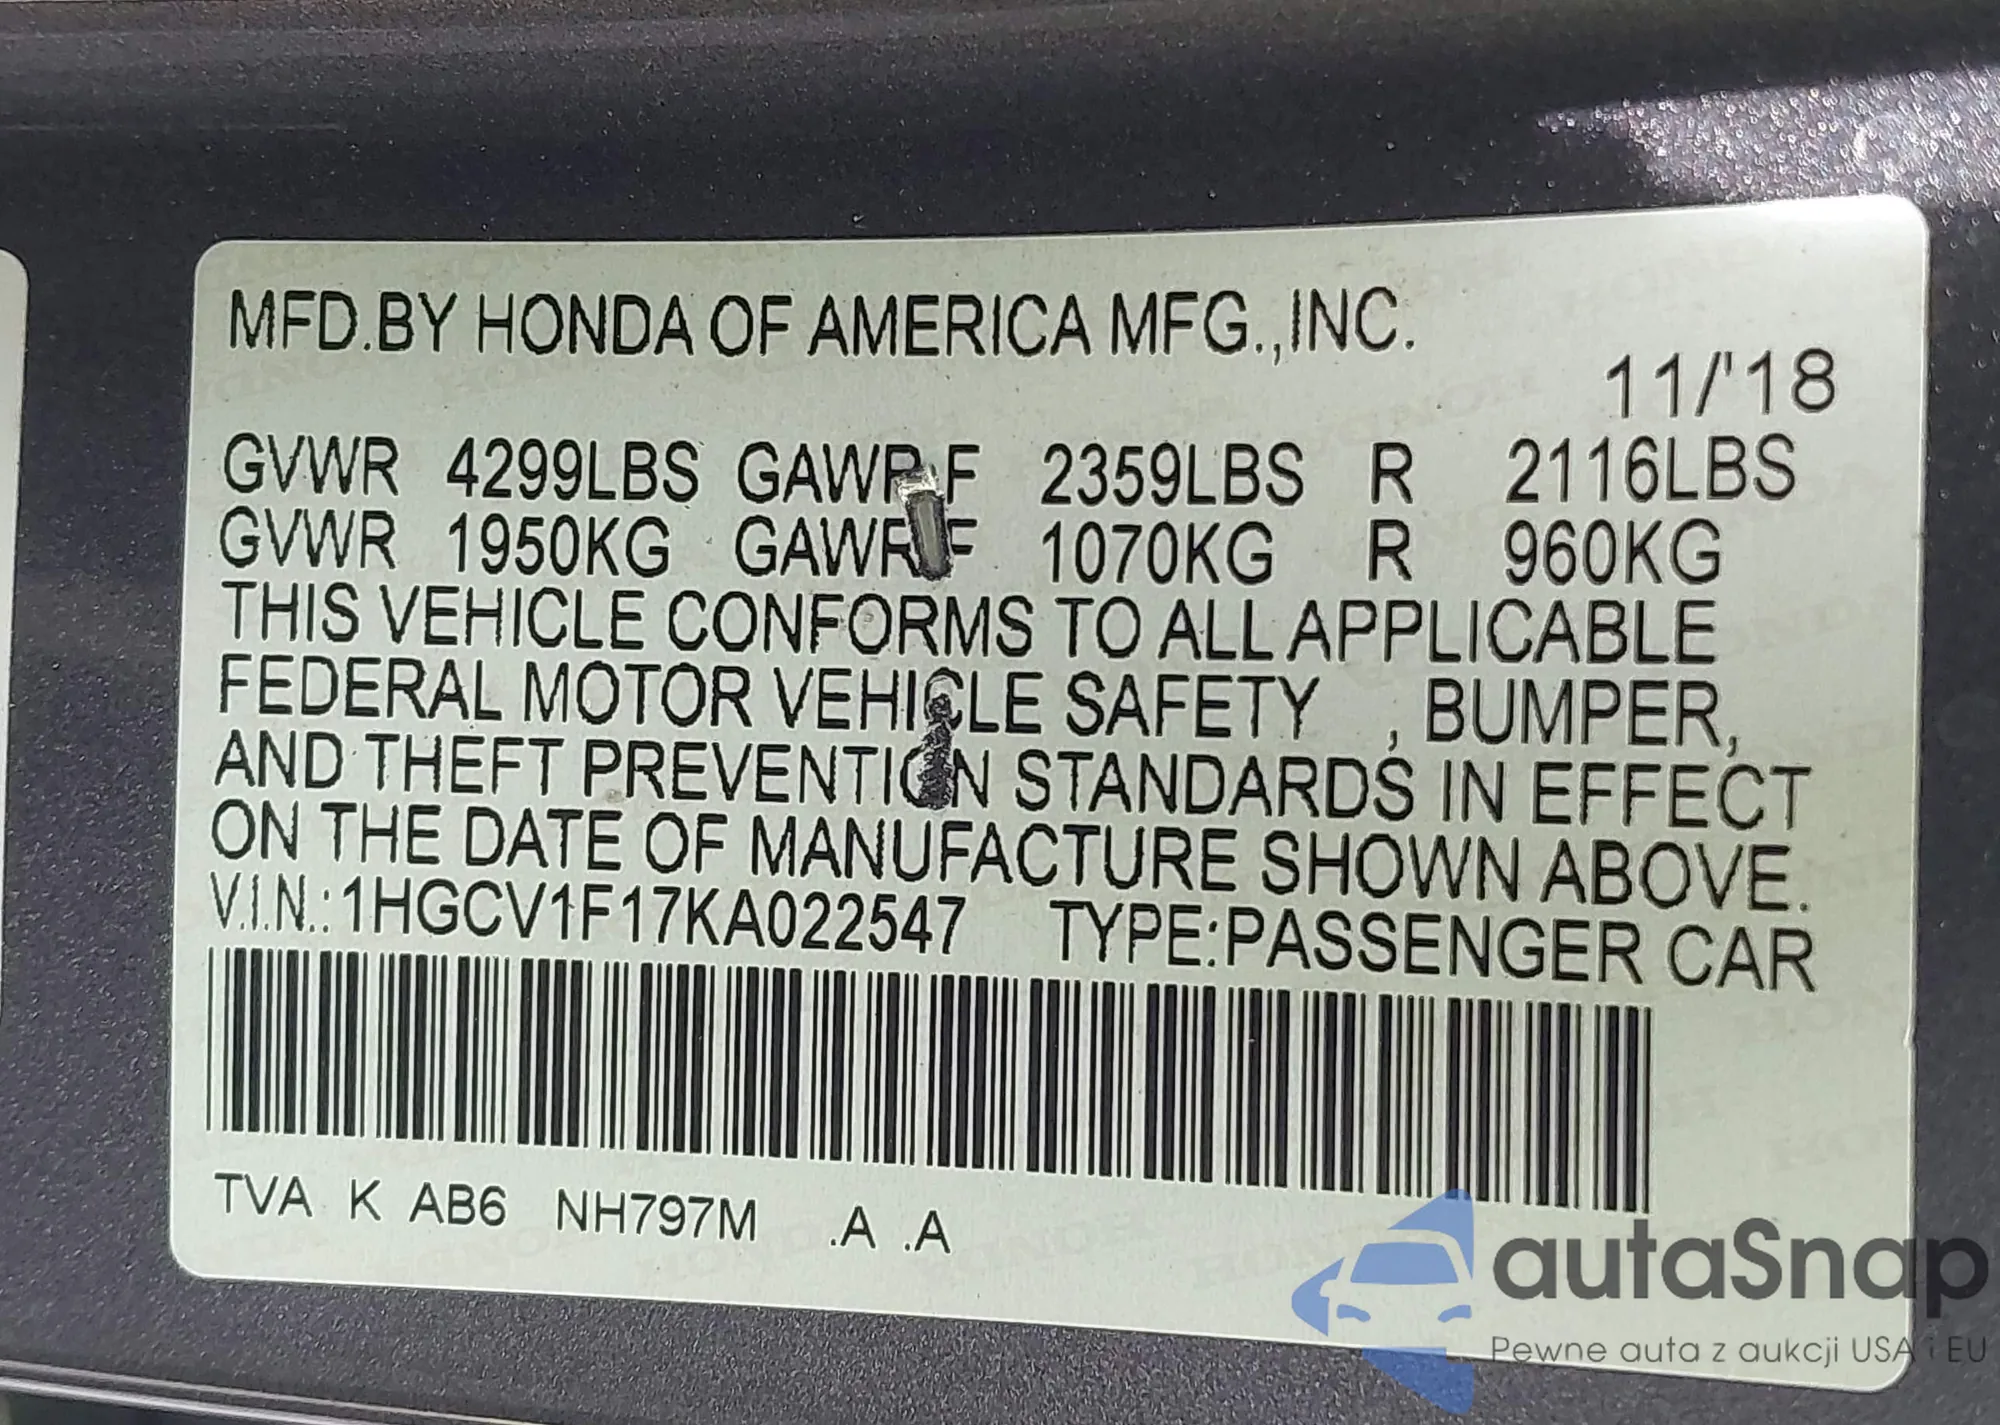 MFD.BY HONDA OF AMERICA MFG.,INC.
11/'18
GVWR 4299LBS GAWR F 2359LBS R 2116LBS
GVWR 1950KG GAWR F 1070KG R 960KG
THIS VEHICLE CONFORMS TO ALL APPLICABLE
FEDERAL MOTOR VEHICLE SAFETY , BUMPER,
AND THEFT PREVENTION STANDARDS IN EFFECT
ON THE DATE OF MANUFACTURE SHOWN ABOVE.
V.I.N.:1HGCV1F17KA022547 TYPE:PASSENGER CAR
TVA K AB6 NH797M .A .A
autaSnap
Pewne auta z aukcji USA i EU